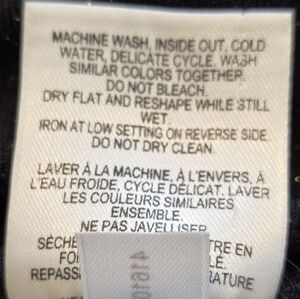 MACHINE WASH, INSIDE OUT, COLD
WATER, DELICATE CYCLE. WASH
SIMILAR COLORS TOGETHER.
DO NOT BLEACH.
DRY FLAT AND RESHAPE WHILE STILL
WET.
IRON AT LOW SETTING ON REVERSE SIDE.
DO NOT DRY CLEAN.
LAVER À LA MACHINE, À L'ENVERS, À
L'EAU FROIDE, CYCLE DÉLICAT. LAVER
LES COULEURS SIMILAIRES
ENSEMBLE.
NE PAS JAVELLISER.
EN